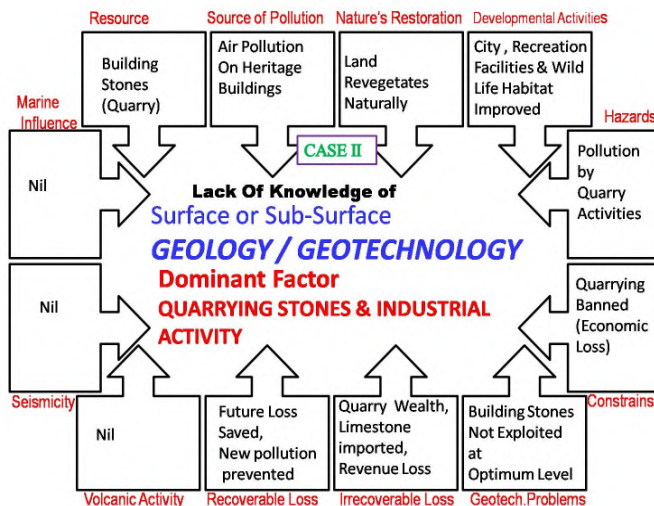 Resource
Source of Pollution
Nature's Restoration
Developmental Activities
Building
Stones
(Quarry)
Air Pollution
On Heritage
Buildings
Land
Revegetates
Naturally
City , Recreation
Facilities & Wild
Life Habitat
Improved
Marine
Influence
Hazards
Nil
CASE II
Pollution
by
Quarry
Activities
Lack Of Knowledge of
Surface or Sub-Surface
GEOLOGY / GEOTECHNOLOGY
Dominant Factor
QUARRYING STONES & INDUSTRIAL
ACTIVITY
Nil
Quarrying
Banned
(Economic
Loss)
Seismicity
Constrains
Nil
Future Loss
Saved,
New pollution
prevented
Quarry Wealth,
Limestone
imported,
Revenue Loss
Building Stones
Not Exploited
at
Optimum Level
Volcanic Activity
Recoverable Loss
Irrecoverable Loss
Geotech.Problems